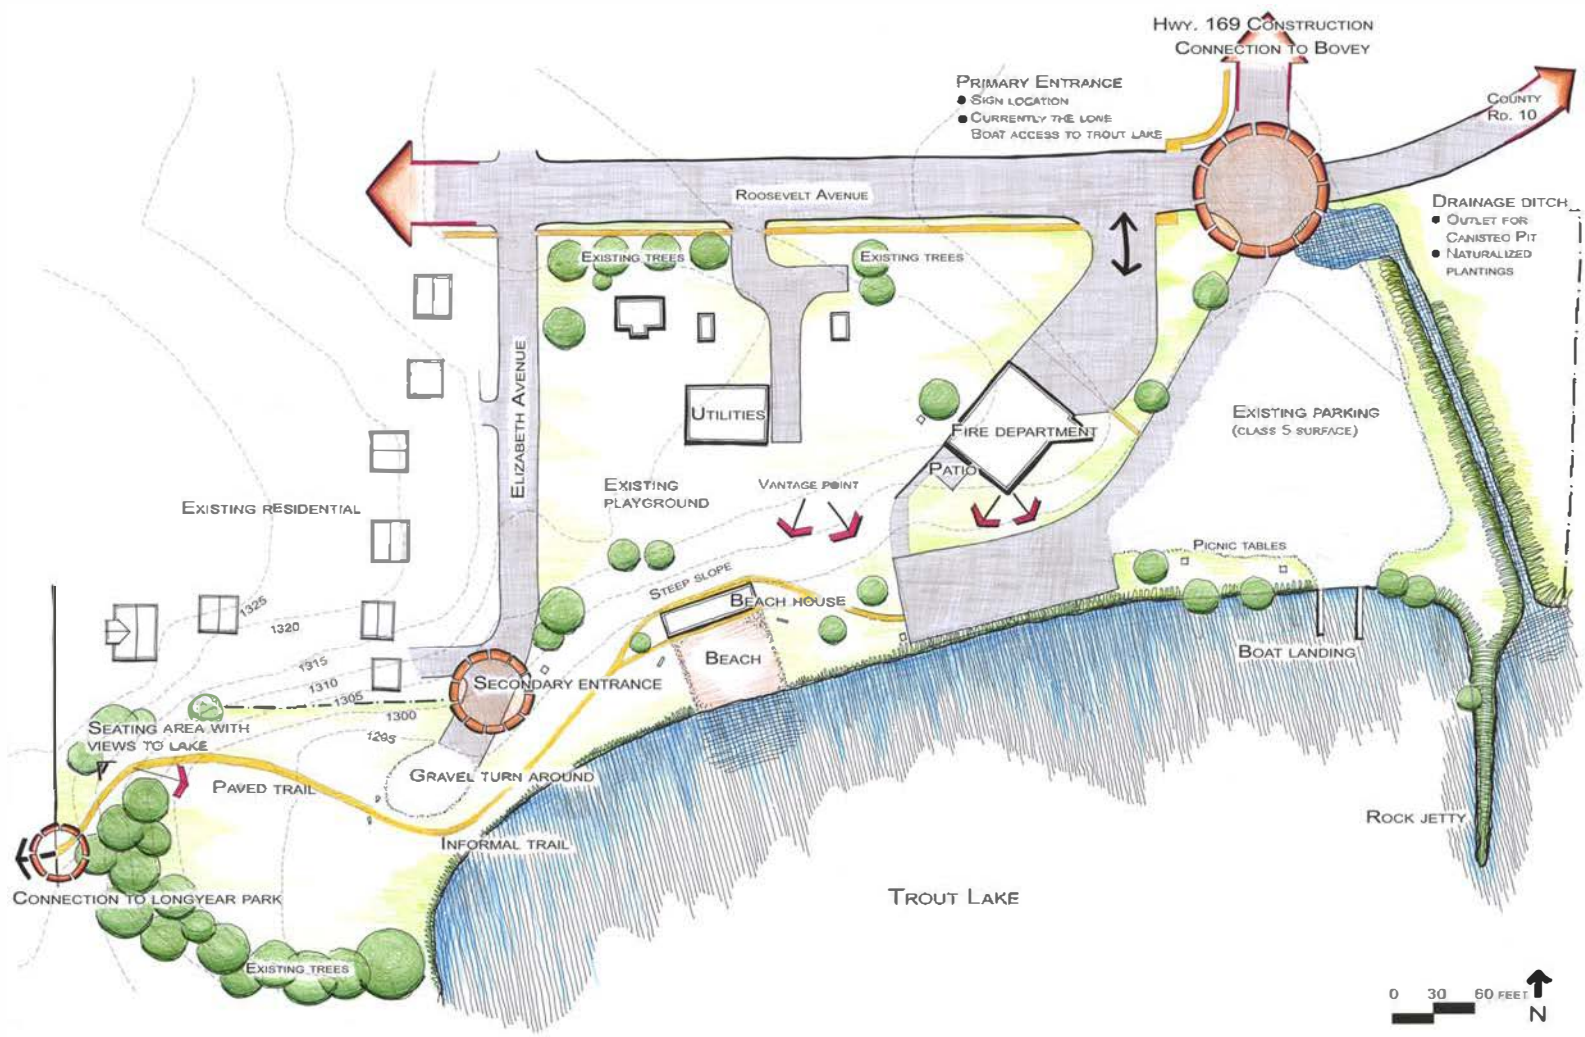 Hwy. 169 Construction
Connection to Bovey
Primary Entrance
• Sign location
• Currently the lone
Boat access to trout lake
County
Rd. 10
Roosevelt Avenue
Drainage ditch
• Outlet for
Canisteo Pit
• Naturalized
plantings
Existing trees
Existing trees
Elizabeth Avenue
Utilities
Fire department
Existing parking
(class 5 surface)
Patio
Existing
playground
Vantage point
Existing residential
Picnic tables
Steep slope
Beach house
1325
1320
1315
1310
1305
1300
1295
Beach
Boat landing
Secondary entrance
Seating area with
views to lake
Gravel turn around
Paved trail
Informal trail
Rock jetty
Connection to Longyear Park
Trout Lake
Existing trees
0 30 60 feet
N